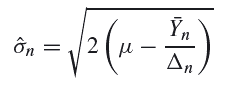 σ̂ₙ = √(2(μ − Ȳₙ/Δₙ))